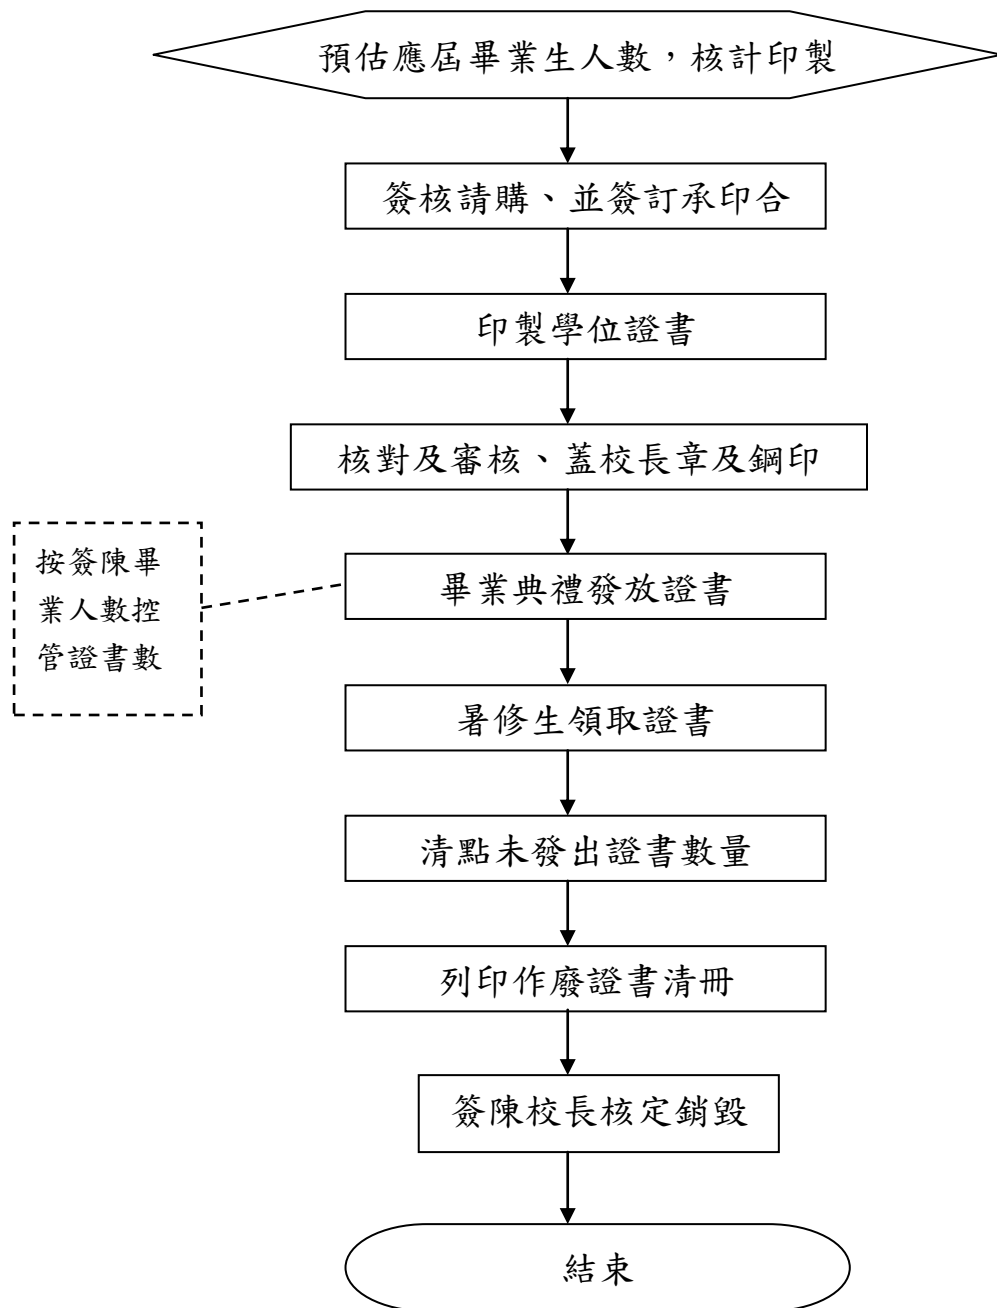 預估應屆畢業生人數，核計印製
簽核請購、並簽訂承印合
印製學位證書
核對及審核、蓋校長章及鋼印
按簽陳畢
業人數控
管證書數
畢業典禮發放證書
暑修生領取證書
清點未發出證書數量
列印作廢證書清冊
簽陳校長核定銷毀
結束